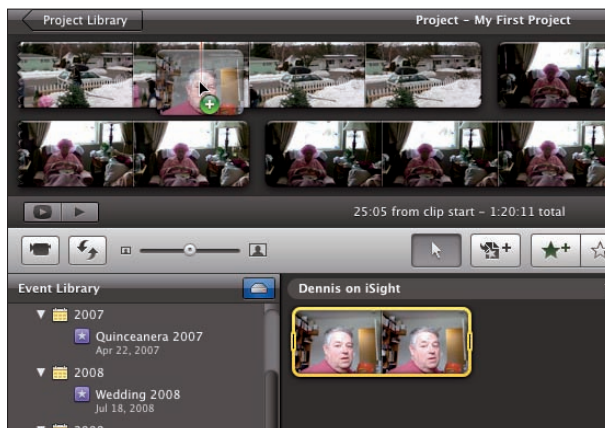 Project Library
Project – My First Project
25:05 from clip start – 1:20:11 total
Event Library
Dennis on iSight
2007
Quinceanera 2007
Apr 22, 2007
2008
Wedding 2008
Jul 18, 2008